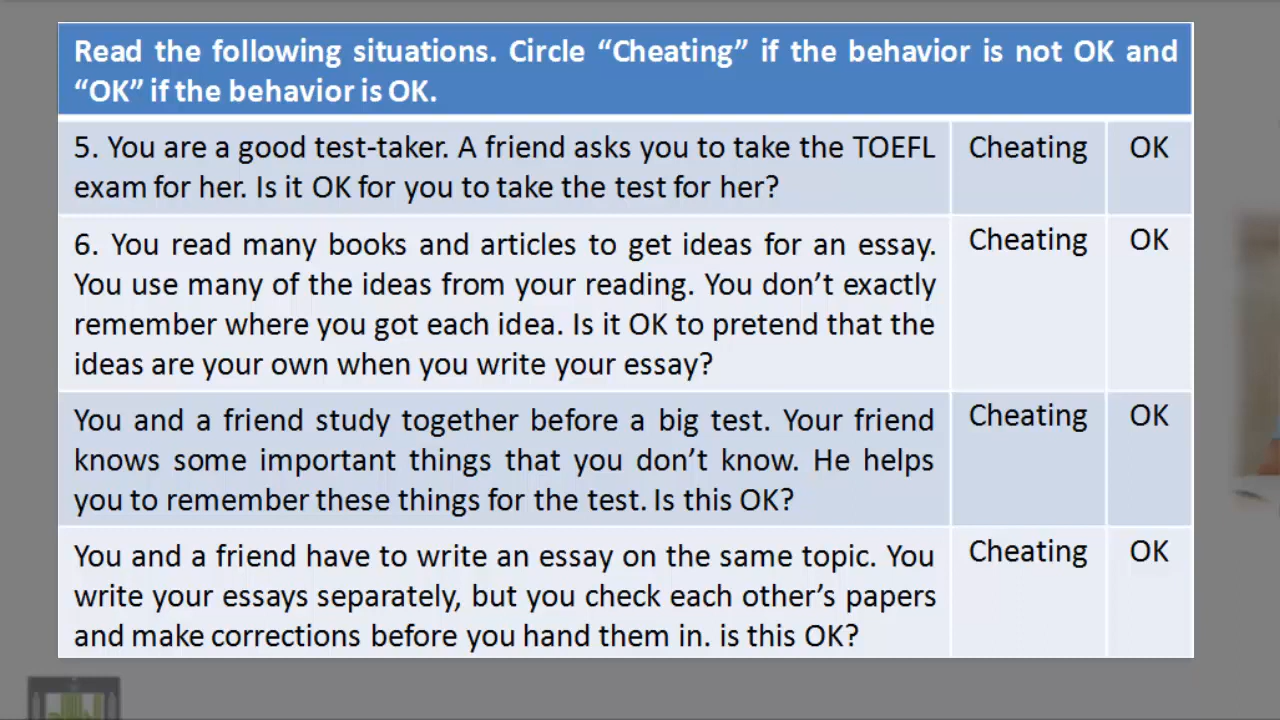 Read the following situations. Circle “Cheating” if the behavior is not OK and
“OK” if the behavior is OK.
5. You are a good test-taker. A friend asks you to take the TOEFL
exam for her. Is it OK for you to take the test for her?
Cheating
OK
6. You read many books and articles to get ideas for an essay.
You use many of the ideas from your reading. You don’t exactly
remember where you got each idea. Is it OK to pretend that the
ideas are your own when you write your essay?
Cheating
OK
You and a friend study together before a big test. Your friend
knows some important things that you don’t know. He helps
you to remember these things for the test. Is this OK?
Cheating
OK
You and a friend have to write an essay on the same topic. You
write your essays separately, but you check each other’s papers
and make corrections before you hand them in. is this OK?
Cheating
OK